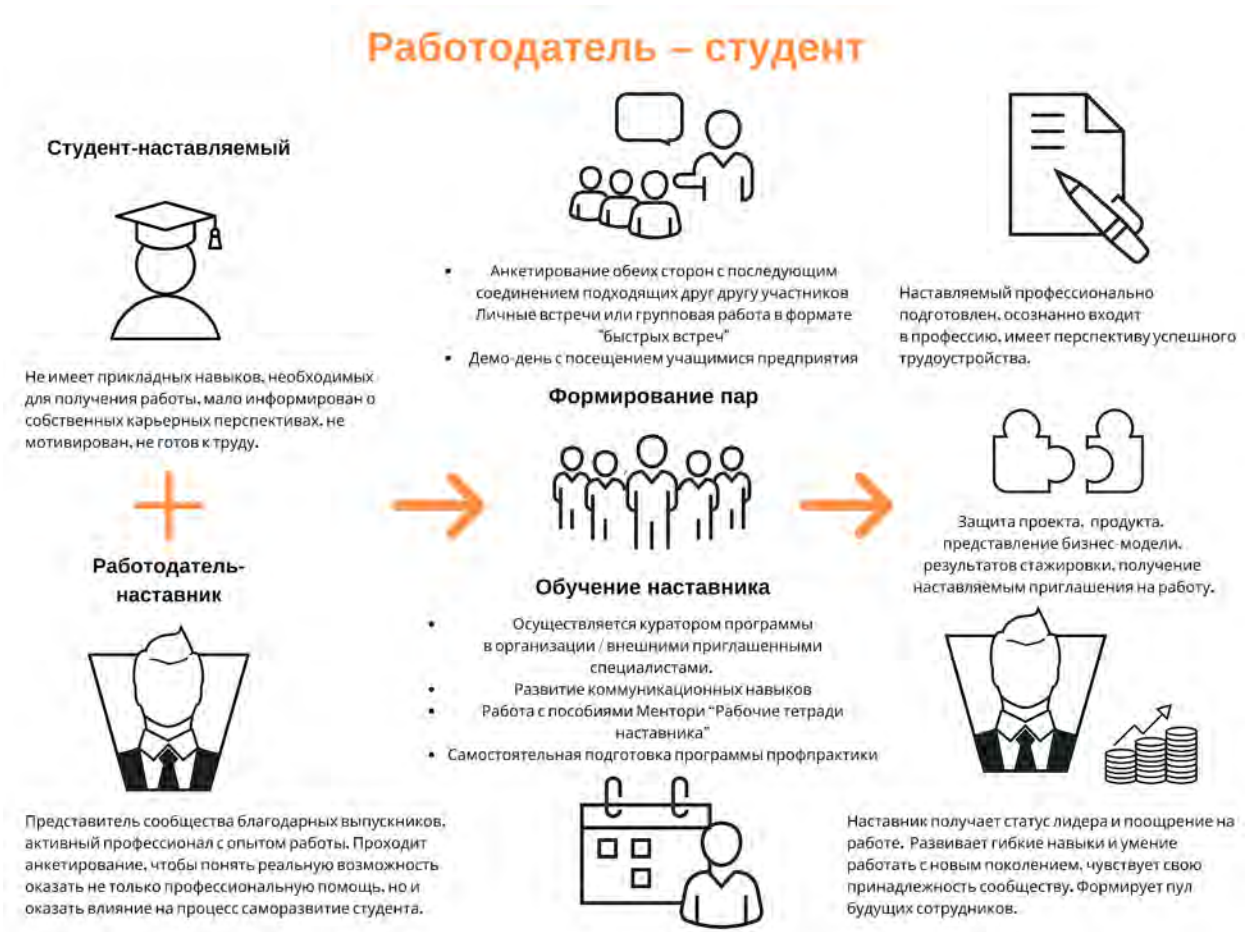 Работодатель – студент
Студент-наставляемый
Не имеет прикладных навыков, необходимых
для получения работы, мало информирован о
собственных карьерных перспективах, не
мотивирован, не готов к труду.
Работодатель-
наставник
Представитель сообщества благодарных выпускников,
активный профессионал с опытом работы. Проходит
анкетирование, чтобы понять реальную возможность
оказать не только профессиональную помощь, но и
оказать влияние на процесс саморазвитие студента.
▪ Анкетирование обеих сторон с последующим
соединением подходящих друг другу участников
Личные встречи или групповая работа в формате
"быстрых встреч"
▪ Демо-день с посещением учащимися предприятия
Формирование пар
Обучение наставника
• Осуществляется куратором программы
в организации / внешними приглашенными
специалистами.
• Развитие коммуникационных навыков
• Работа с пособиями Ментори "Рабочие тетради
наставника"
• Самостоятельная подготовка программы профпрактики
Наставляемый профессионально
подготовлен, осознанно входит
в профессию, имеет перспективу успешного
трудоустройства.
Защита проекта, продукта,
представление бизнес-модели,
результатов стажировки, получение
наставляемым приглашения на работу.
Наставник получает статус лидера и поощрение на
работе. Развивает гибкие навыки и умение
работать с новым поколением, чувствует свою
принадлежность сообществу. Формирует пул
будущих сотрудников.